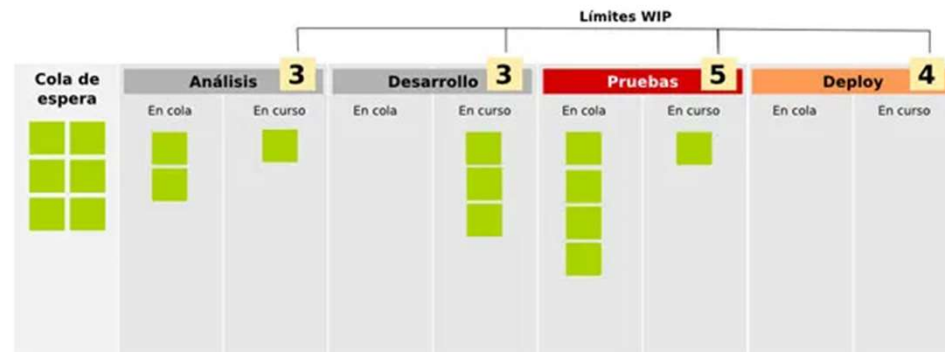 Límites WIP
Cola de
espera
Análisis 3
Desarrollo 3
Pruebas 5
Deploy 4
En cola
En curso
En cola
En curso
En cola
En curso
En cola
En curso